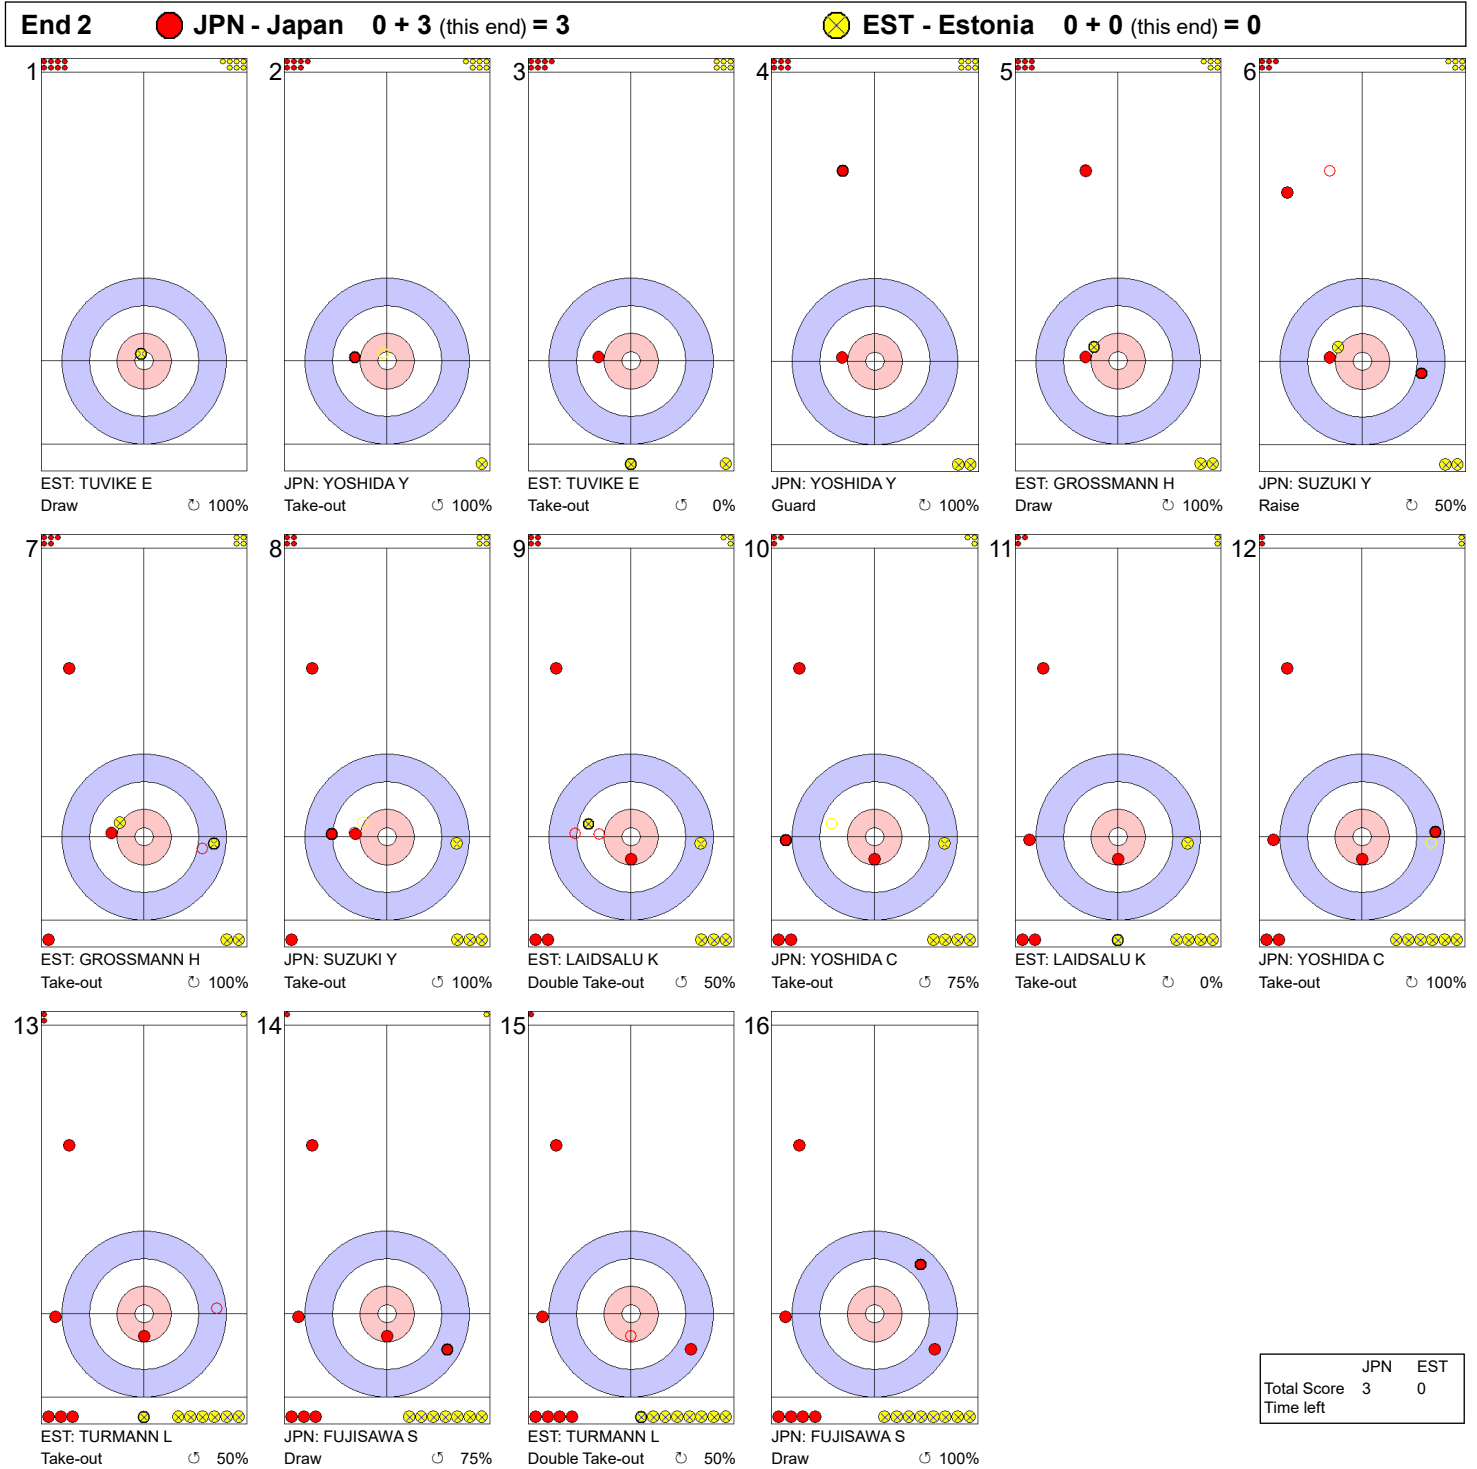 End 2 JPN - Japan 0 + 3 (this end) = 3 EST - Estonia 0 + 0 (this end) = 0
1 2 3 4 5 6
EST: TUVIKE E JPN: YOSHIDA Y EST: TUVIKE E JPN: YOSHIDA Y EST: GROSSMANN H JPN: SUZUKI Y
Draw ↻ 100% Take-out ↺ 100% Take-out ↺ 0% Guard ↻ 100% Draw ↻ 100% Raise ↻ 50%
7 8 9 10 11 12
EST: GROSSMANN H JPN: SUZUKI Y EST: LAIDSALU K JPN: YOSHIDA C EST: LAIDSALU K JPN: YOSHIDA C
Take-out ↻ 100% Take-out ↺ 100% Double Take-out ↺ 50% Take-out ↺ 75% Take-out ↻ 0% Take-out ↻ 100%
13 14 15 16
EST: TURMANN L JPN: FUJISAWA S EST: TURMANN L JPN: FUJISAWA S
Take-out ↺ 50% Draw ↺ 75% Double Take-out ↺ 50% Draw ↻ 100%
JPN EST
Total Score 3 0
Time left